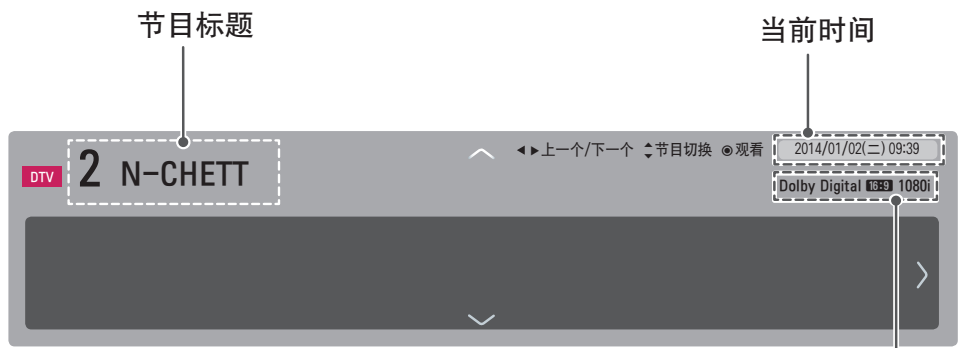 节目标题
当前时间
DTV 2 N-CHETT
◀ ▶上一个/下一个 ▲▼节目切换 ◉观看 2014/01/02(二) 09:39
Dolby Digital 16:9 1080i